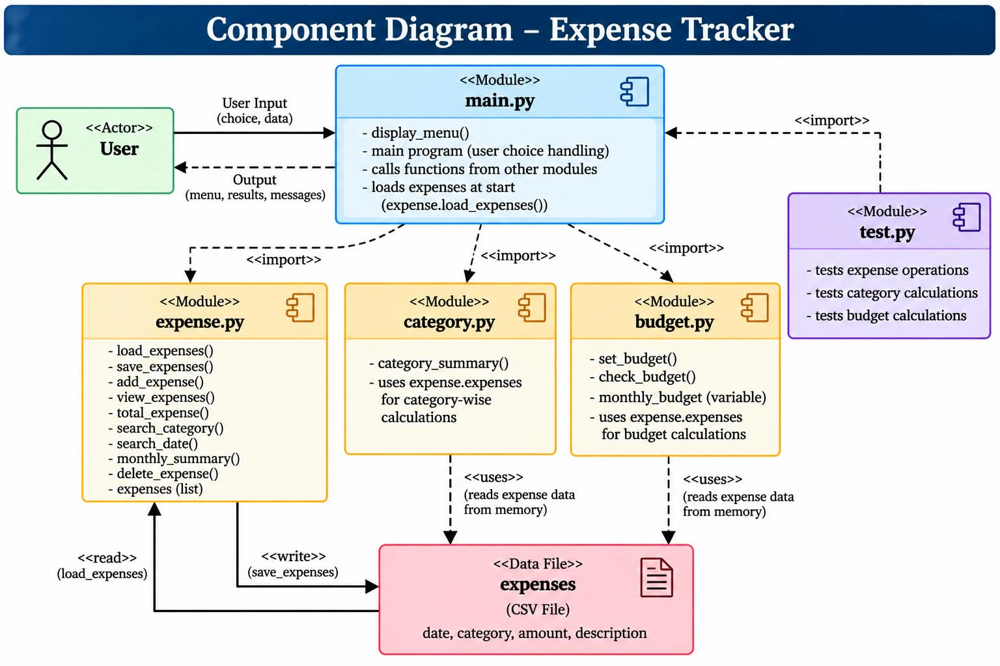 Component Diagram – Expense Tracker
<<Module>>
main.py
- display_menu()
- main program (user choice handling)
- calls functions from other modules
- loads expenses at start
(expense.load_expenses())
<<Actor>>
User
User Input
(choice, data)
Output
(menu, results, messages)
<<import>>
<<Module>>
test.py
- tests expense operations
- tests category calculations
- tests budget calculations
<<import>>
<<import>>
<<import>>
<<Module>>
expense.py
- load_expenses()
- save_expenses()
- add_expense()
- view_expenses()
- total_expense()
- search_category()
- search_date()
- monthly_summary()
- delete_expense()
- expenses (list)
<<Module>>
category.py
- category_summary()
- uses expense.expenses
for category-wise
calculations
<<Module>>
budget.py
- set_budget()
- check_budget()
- monthly_budget (variable)
- uses expense.expenses
for budget calculations
<<uses>>
(reads expense data
from memory)
<<uses>>
(reads expense data
from memory)
<<read>>
(load_expenses)
<<write>>
(save_expenses)
<<Data File>>
expenses
(CSV File)
date, category, amount, description